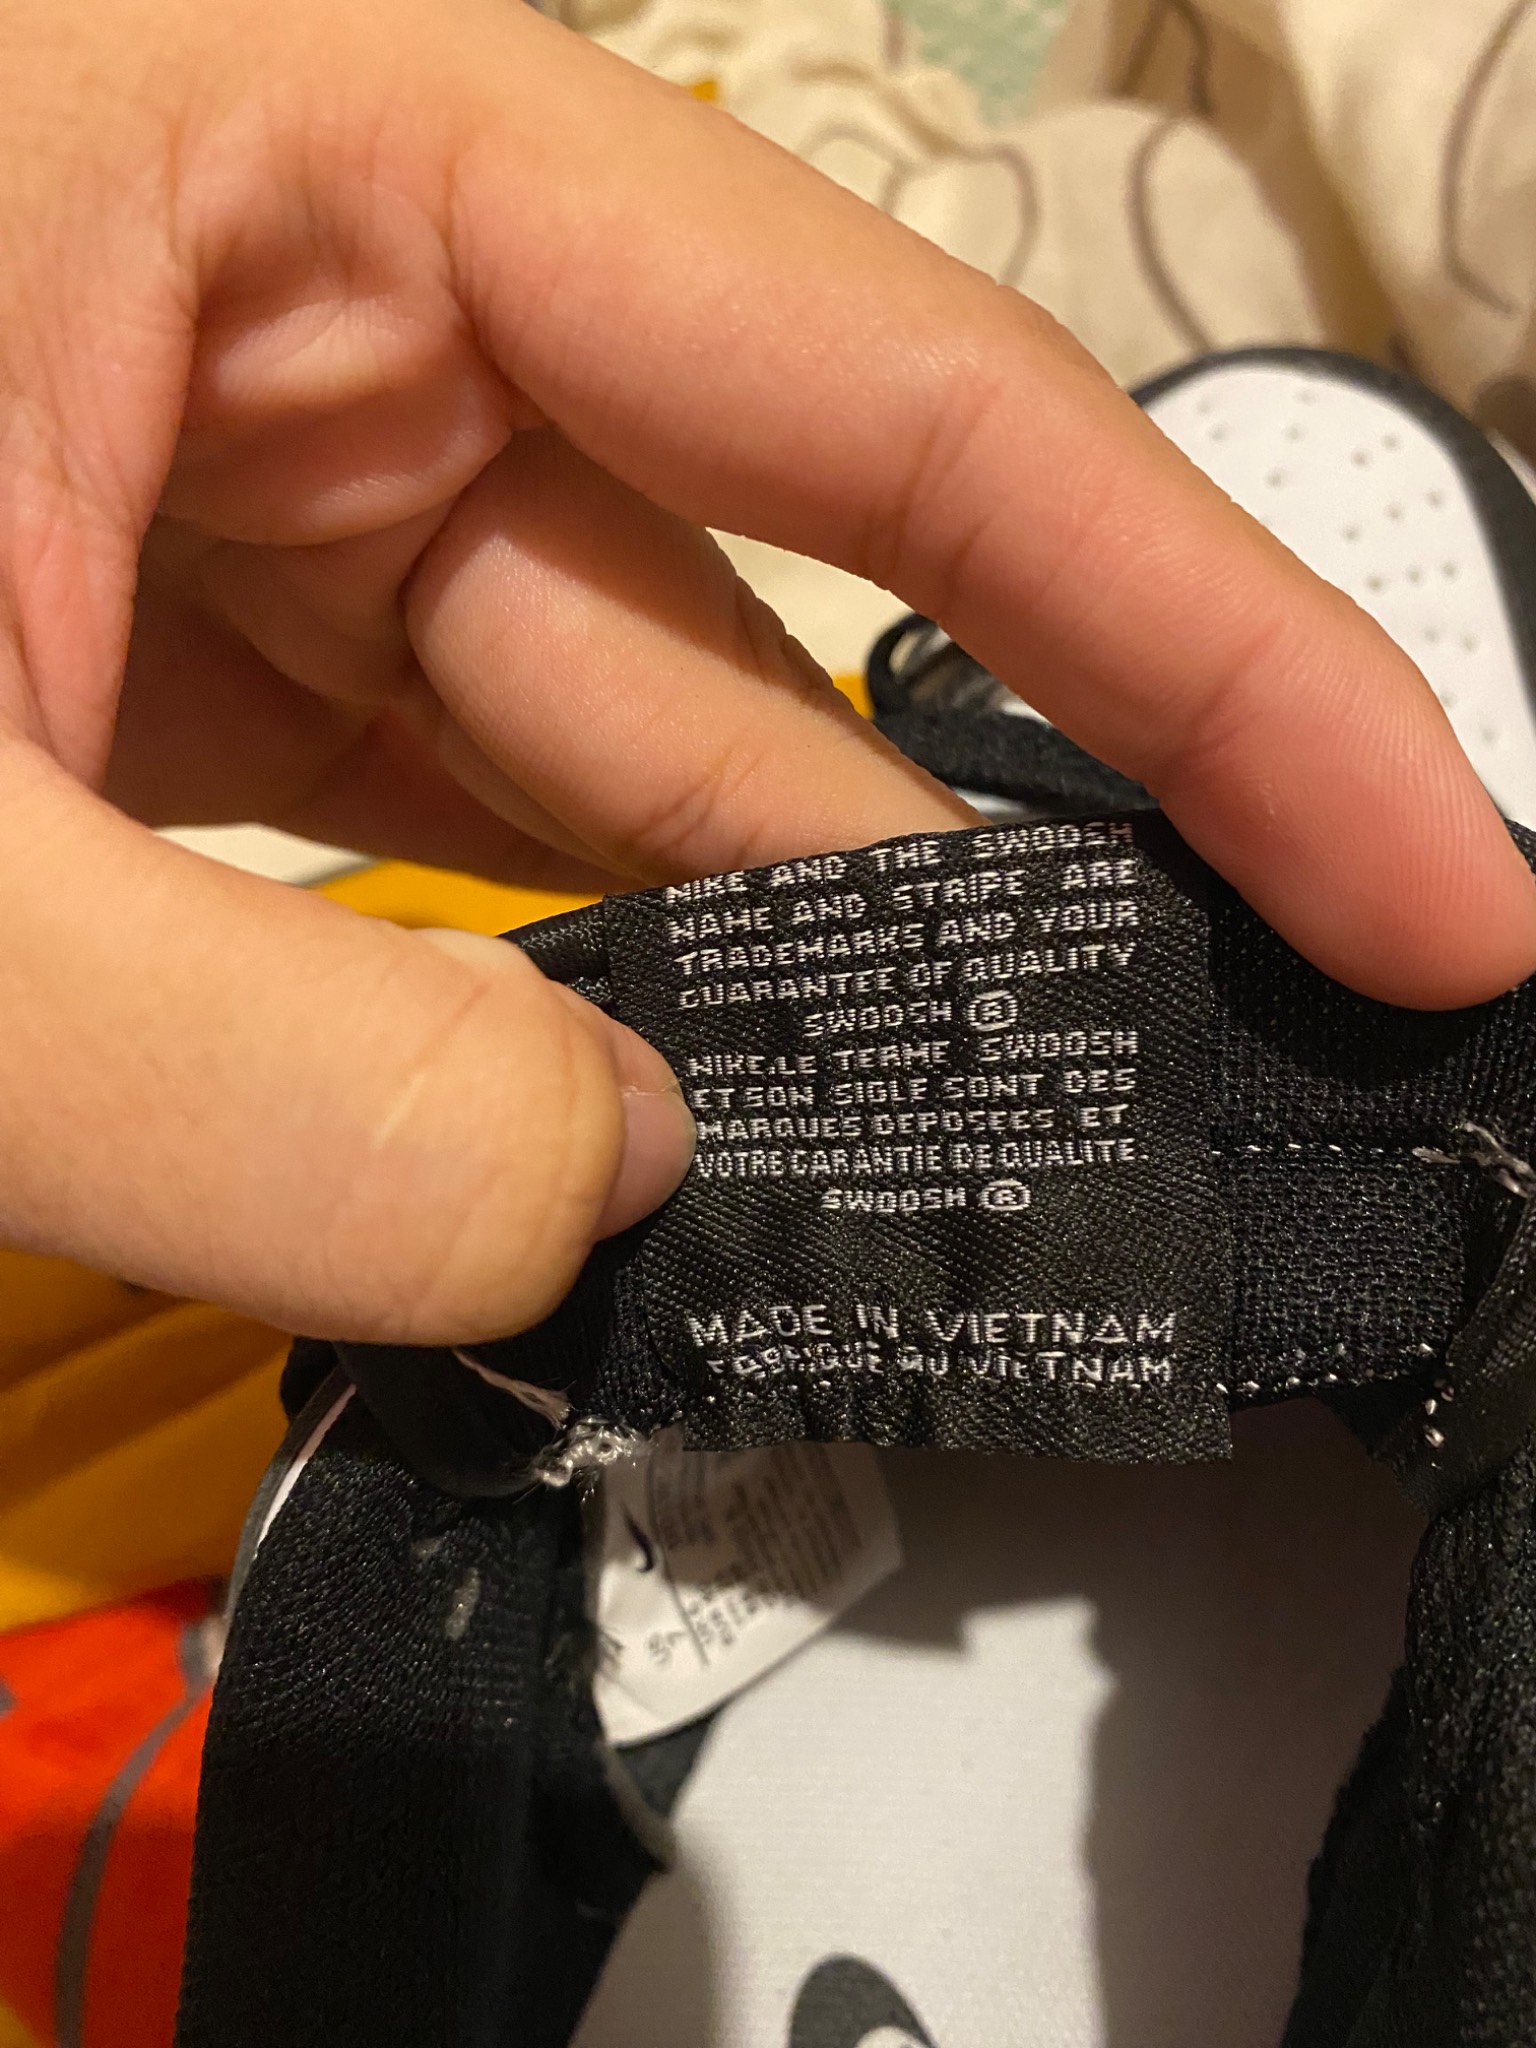 NIKE AND THE SWOOSH
NAME AND STRIPE ARE
TRADEMARKS AND YOUR
GUARANTEE OF QUALITY
SWOOSH ®
NIKE,LE TERME SWOOSH
ET SON SIGLE SONT DES
MARQUES DEPOSEES ET
VOTRE GARANTIE DE QUALITE
SWOOSH ®
MADE IN VIETNAM
FABRIQUE AU VIETNAM